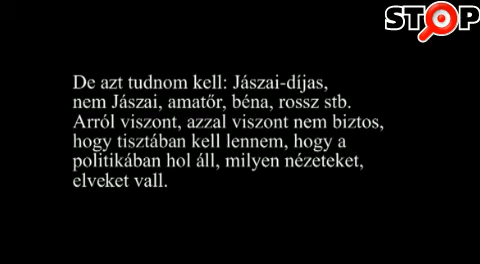 STOP
De azt tudnom kell: Jászai-díjas,
nem Jászai, amatőr, béna, rossz stb.
Arról viszont, azzal viszont nem biztos,
hogy tisztában kell lennem, hogy a
politikában hol áll, milyen nézeteket,
elveket vall.